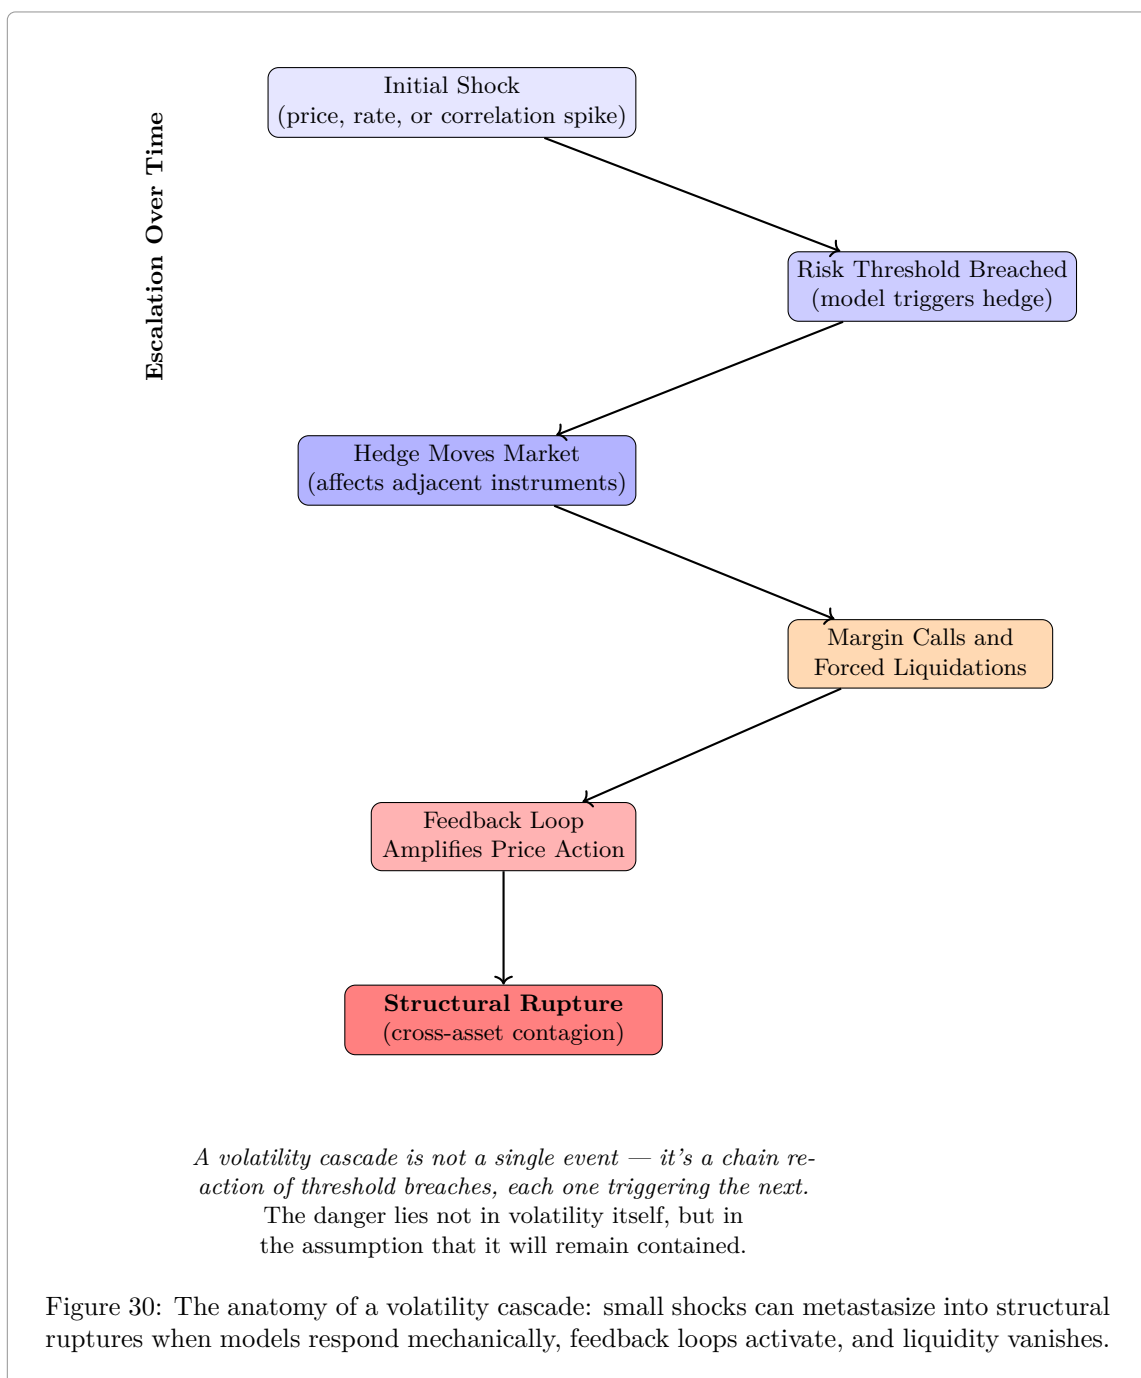 Initial Shock
(price, rate, or correlation spike)
Escalation Over Time
Risk Threshold Breached
(model triggers hedge)
Hedge Moves Market
(affects adjacent instruments)
Margin Calls and
Forced Liquidations
Feedback Loop
Amplifies Price Action
Structural Rupture
(cross-asset contagion)
A volatility cascade is not a single event — it's a chain re-
action of threshold breaches, each one triggering the next.
The danger lies not in volatility itself, but in
the assumption that it will remain contained.
Figure 30: The anatomy of a volatility cascade: small shocks can metastasize into structural
ruptures when models respond mechanically, feedback loops activate, and liquidity vanishes.